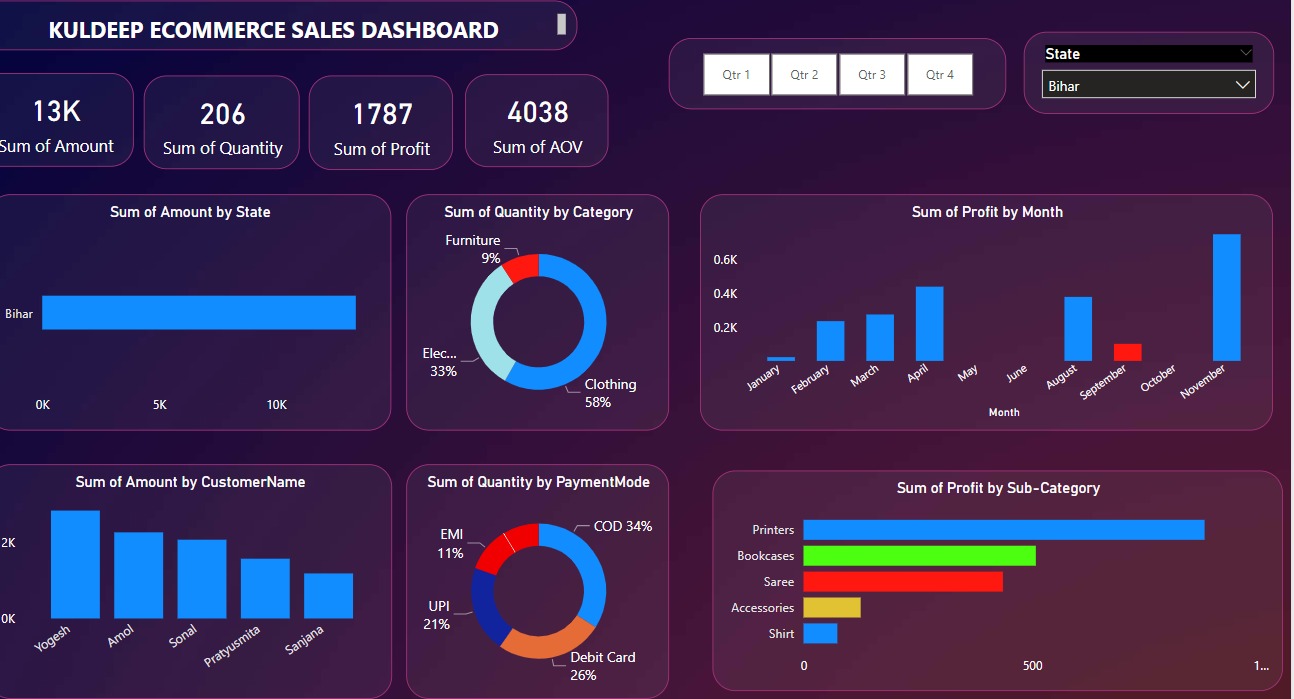 KULDEEP ECOMMERCE SALES DASHBOARD
Qtr 1 Qtr 2 Qtr 3 Qtr 4
State
Bihar
13K
Sum of Amount
206
Sum of Quantity
1787
Sum of Profit
4038
Sum of AOV
Sum of Amount by State
Bihar
0K 5K 10K
Sum of Quantity by Category
Furniture
9%
Elec...
33%
Clothing
58%
Sum of Profit by Month
0.6K
0.4K
0.2K
January February March April May June August September October November
Month
Sum of Amount by CustomerName
2K
0K
Yogesh Amol Sonal Pratyusmita Sanjana
Sum of Quantity by PaymentMode
COD 34%
EMI
11%
UPI
21%
Debit Card
26%
Sum of Profit by Sub-Category
Printers
Bookcases
Saree
Accessories
Shirt
0 500 1...